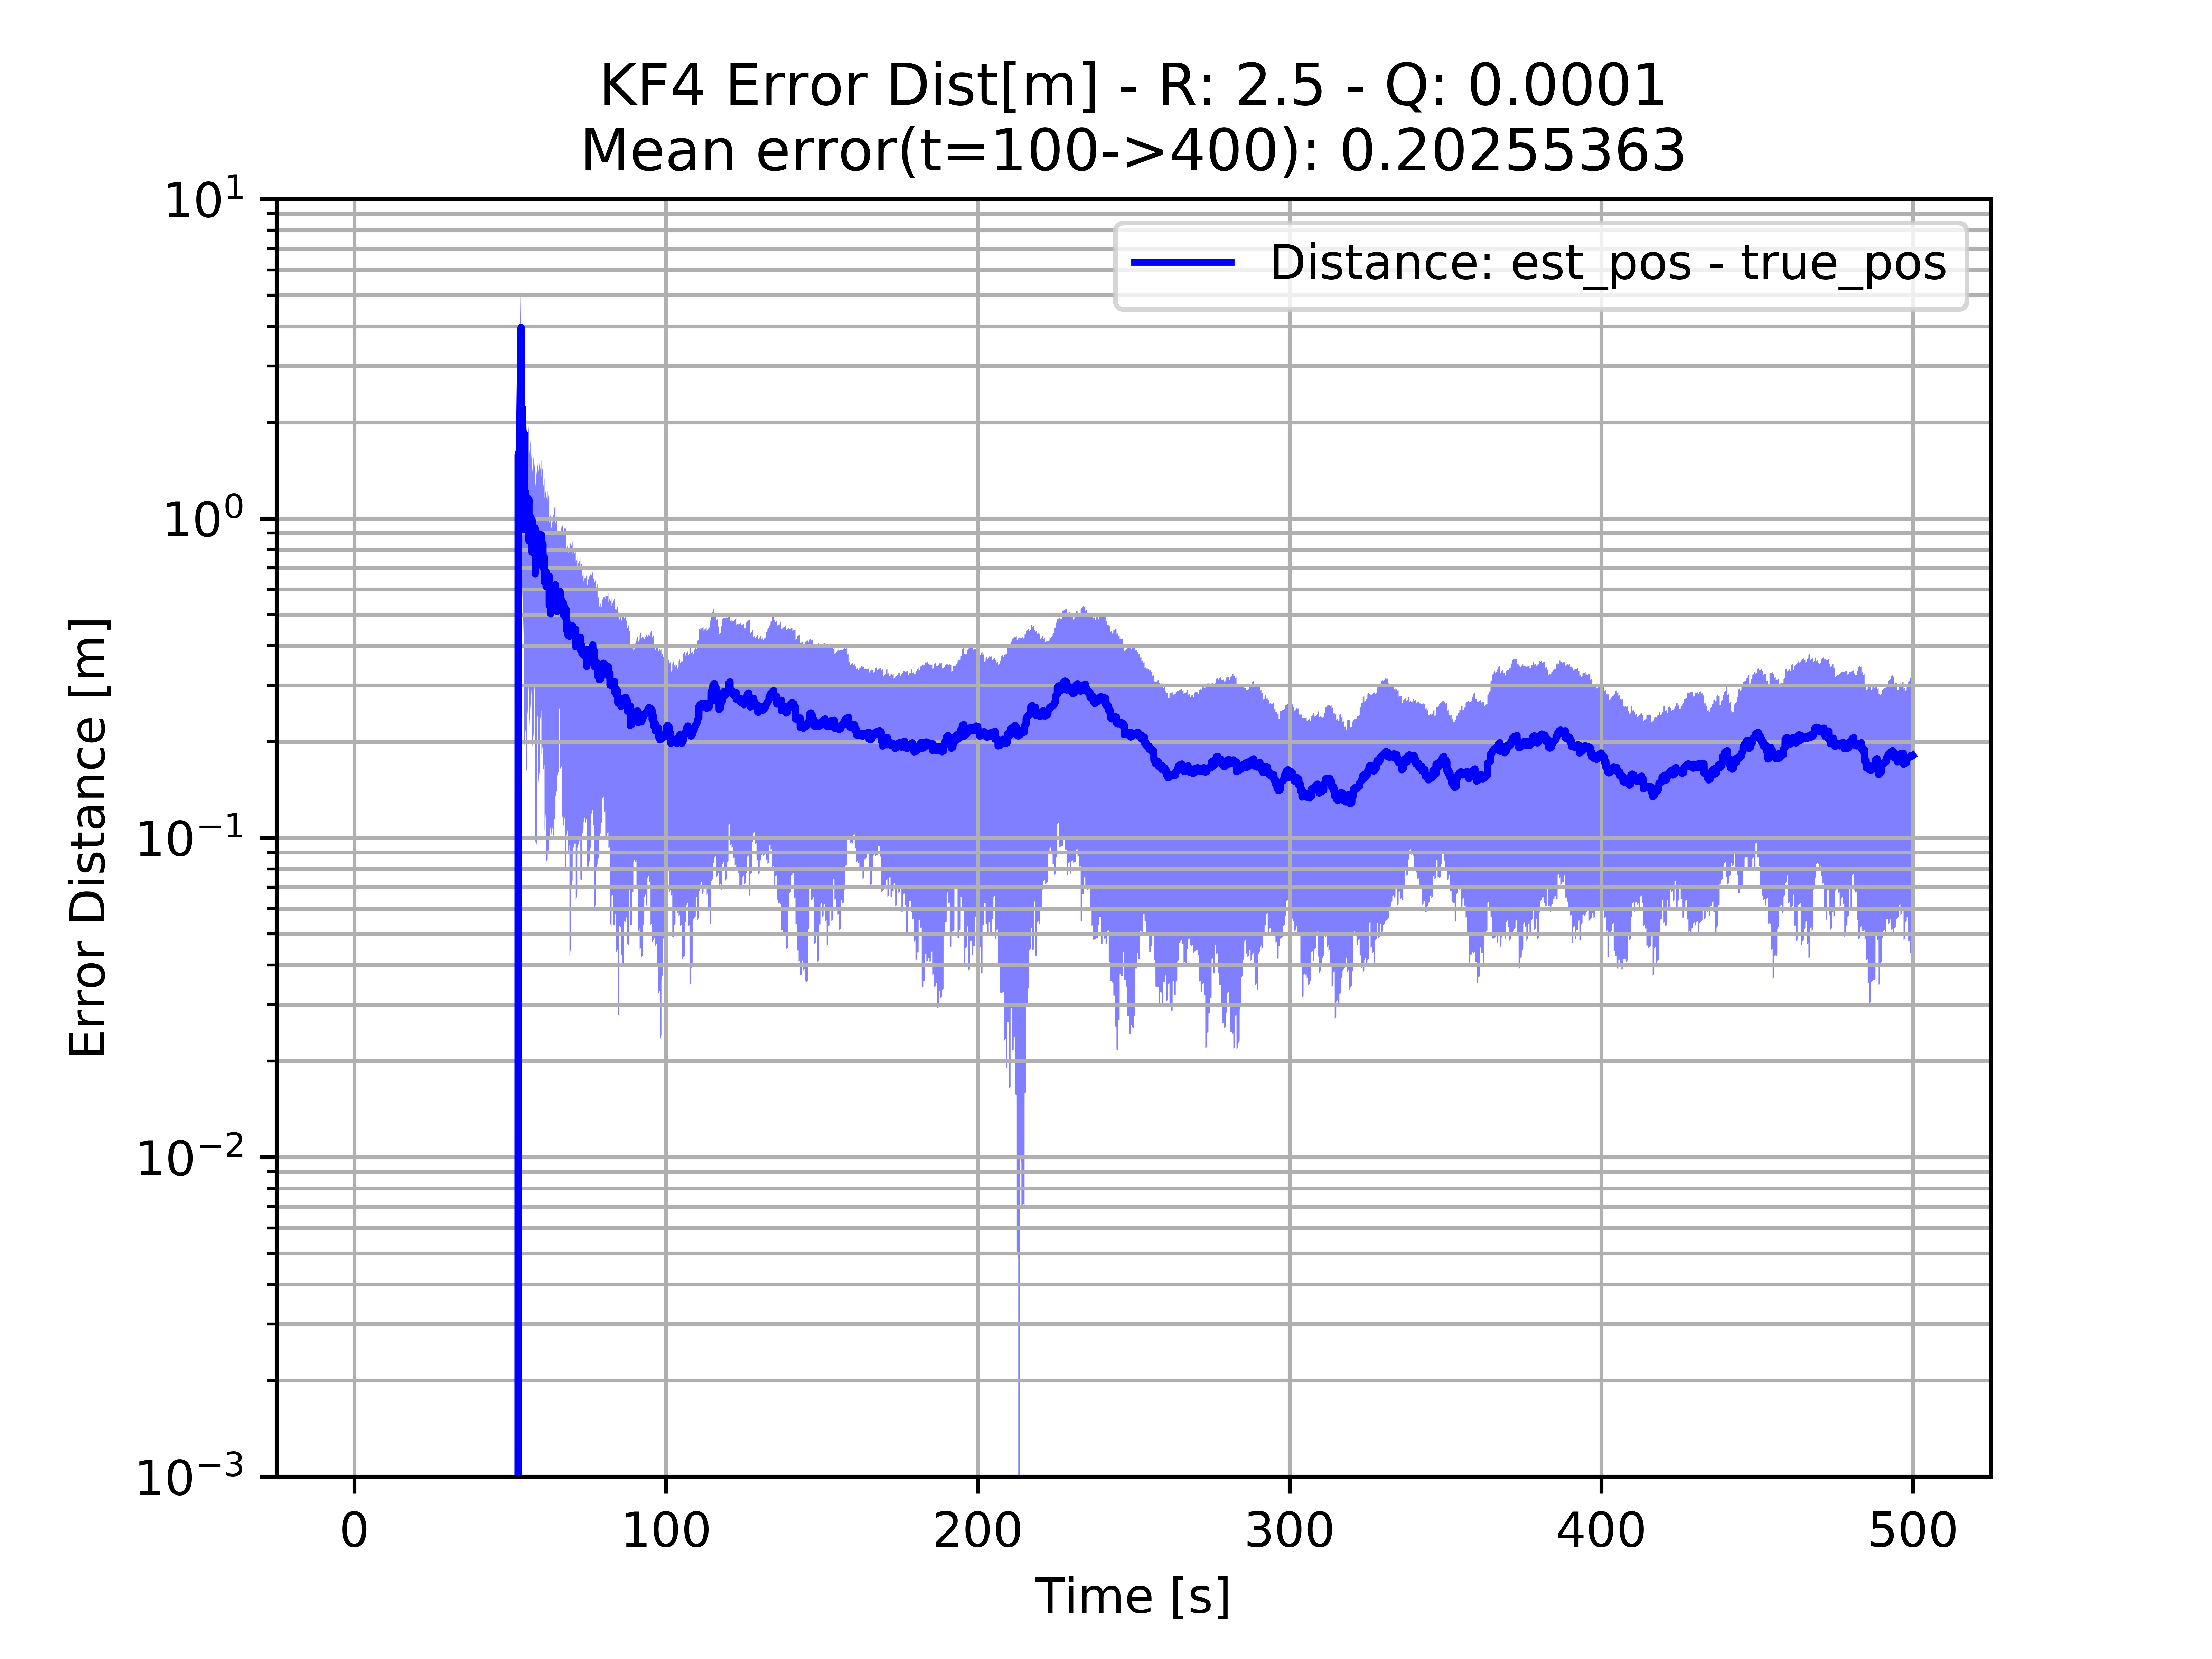 KF4 Error Dist[m] - R: 2.5 - Q: 0.0001
Mean error(t=100->400): 0.20255363
Distance: est_pos - true_pos
Error Distance [m]
10¹
10⁰
10⁻¹
10⁻²
10⁻³
0 100 200 300 400 500
Time [s]